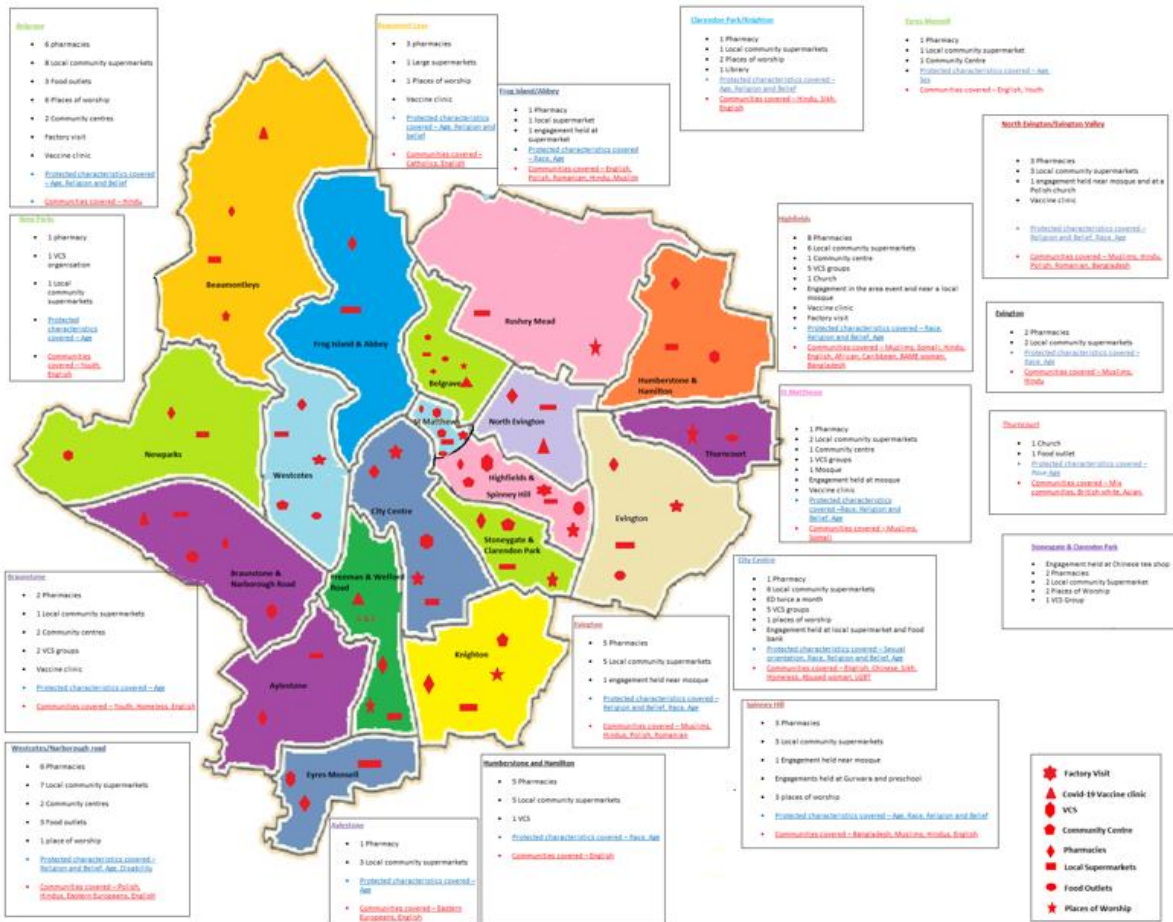 Belgrave
6 pharmacies
8 Local community supermarkets
3 Food outlets
6 Places of worship
2 Community centres
Factory visit
Vaccine clinic
Protected characteristics covered
– Age, Religion and Belief
Communities covered – Hindu
Beaumont Leys
3 pharmacies
1 Large supermarkets
1 Places of worship
Vaccine clinic
Protected characteristics
covered – Age, Religion and
belief
Communities covered –
Catholics, English
Frog Island/Abbey
1 Pharmacy
1 local supermarket
1 engagement held at
supermarket
Protected characteristics covered
– Race, Age
Communities covered – English,
Polish, Romanian, Hindu, Muslim
Clarendon Park/Knighton
1 Pharmacy
1 Local community supermarkets
2 Places of worship
1 Library
Protected characteristics covered –
Age, Religion and Belief
Communities covered – Hindu, Sikh,
English
Eyres Monsell
1 Pharmacy
1 Local community supermarket
1 Community Centre
Protected characteristics covered – Age,
Sex
Communities covered – English, Youth
North Evington/Evington Valley
3 Pharmacies
3 Local community supermarkets
1 engagement held near mosque and at a
Polish church
Vaccine clinic
Protected characteristics covered –
Religion and Belief, Race, Age
Communities covered – Muslims, Hindu,
Polish, Romanian, Bangladesh
New Parks
1 pharmacy
1 VCS
organisation
1 Local
community
supermarkets
Protected
characteristics
covered – Age
Communities
covered – Youth,
English
Highfields
8 Pharmacies
6 Local community supermarkets
1 Community centre
5 VCS groups
1 Church
Engagement in the area event and near a local
mosque
Vaccine clinic
Factory visit
Protected characteristics covered – Race,
Religion and Belief, Age
Communities covered – Muslims, Somali, Hindu,
English, African, Caribbean, BAME woman,
Bangladesh
Evington
2 Pharmacies
2 Local community supermarkets
Protected characteristics covered –
Race, Age
Communities covered – Muslims,
Hindu
St Matthews
1 Pharmacy
2 Local community supermarkets
1 Community centre
1 VCS groups
1 Mosque
Engagement held at mosque
Vaccine clinic
Protected characteristics
covered –Race, Religion and
Belief, Age
Communities covered – Muslims,
Somali
Thurncourt
1 Church
1 Food outlet
Protected characteristics covered –
Race, Age
Communities covered – Mix
communities, British white, Asian,
Stoneygate & Clarendon Park
Engagement held at Chinese tea shop
2 Pharmacies
2 Local community Supermarket
2 Places of Worship
1 VCS Group
Beaumontleys
Frog Island & Abbey
Rushey Mead
Belgrave
Humberstone &
Hamilton
St Matthews
North Evington
Thurncourt
Newparks
Westcotes
Highfields &
Spinney Hill
City Centre
Evington
Stoneygate &
Clarendon Park
Braunstone &
Narborough Road
Freeman & Welford
Road
Knighton
Aylestone
Eyres Monsell
Braunstone
2 Pharmacies
1 Local community supermarkets
2 Community centres
2 VCS groups
Vaccine clinic
Protected characteristics covered – Age
Communities covered – Youth, Homeless, English
City Centre
1 Pharmacy
6 Local community supermarkets
ED twice a month
5 VCS groups
1 places of worship
Engagement held at local supermarket and Food
bank
Protected characteristics covered – Sexual
orientation, Race, Religion and Belief, Age
Communities covered – English, Chinese, Sikh,
Homeless, Abused woman, LGBT
Evington
5 Pharmacies
5 Local community supermarkets
1 engagement held near mosque
Protected characteristics covered –
Religion and Belief, Race, Age
Communities covered – Muslims,
Hindus, Polish, Romanian
Spinney Hill
3 Pharmacies
3 Local community supermarkets
1 Engagement held near mosque
Engagements held at Gurwara and preschool
3 places of worship
Protected characteristics covered – Age, Race, Religion and Belief
Communities covered – Bangladesh, Muslims, Hindus, English
Westcotes/Narborough road
6 Pharmacies
7 Local community supermarkets
2 Community centres
3 Food outlets
1 place of worship
Protected characteristics covered –
Religion and Belief, Age, Disability
Communities covered – Polish,
Hindus, Eastern Europeans, English
Humberstone and Hamilton
5 Pharmacies
5 Local community supermarkets
1 VCS
Protected characteristics covered – Race, Age
Communities covered – English
Aylestone
1 Pharmacy
3 Local community supermarkets
Protected characteristics covered –
Age
Communities covered – Eastern
Europeans, English
Factory Visit
Covid-19 Vaccine clinic
VCS
Community Centre
Pharmacies
Local Supermarkets
Food Outlets
Places of Worship